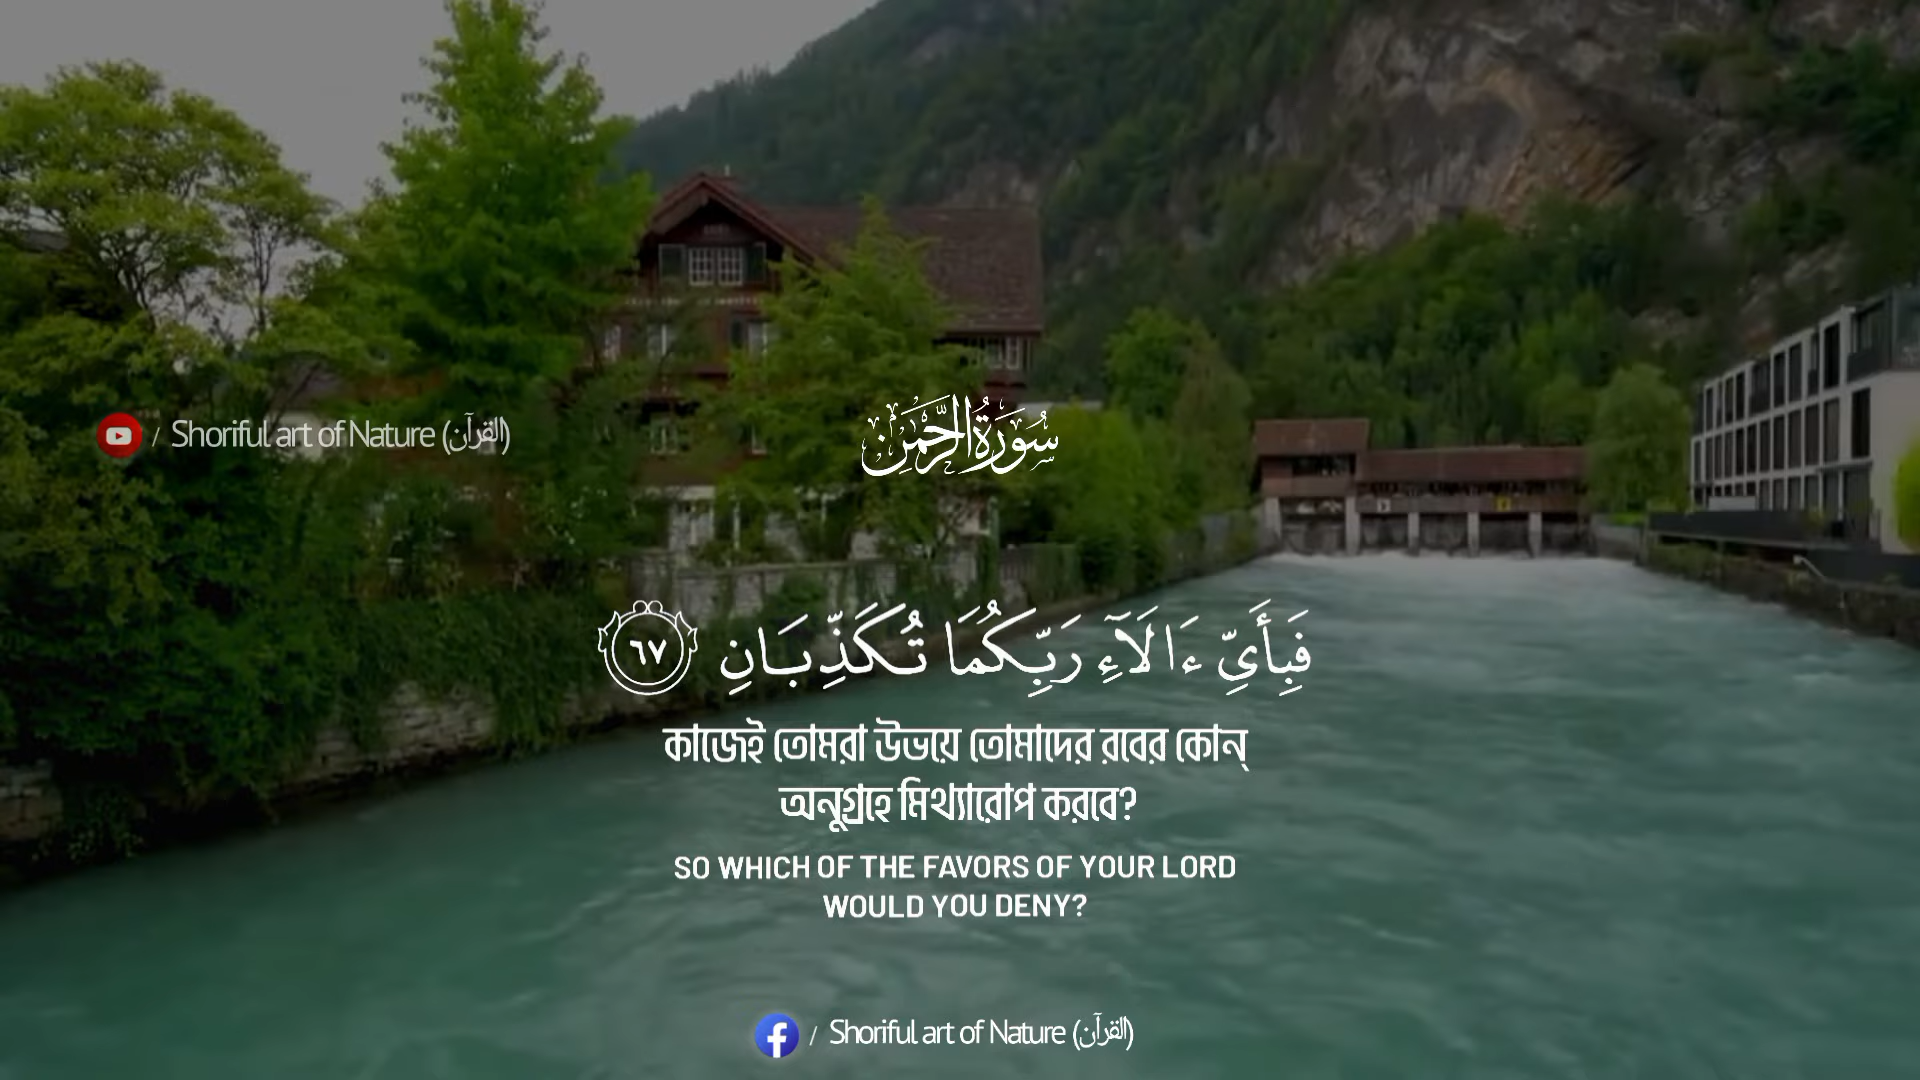 / Shoriful art of Nature (القرآن)
سُورَةُ الرَّحْمَٰن
فَبِأَيِّ ءَالَآءِ رَبِّكُمَا تُكَذِّبَانِ ٦٧
কাজেই তোমরা উভয়ে তোমাদের রবের কোন্
অনুগ্রহে মিথ্যারোপ করবে?
SO WHICH OF THE FAVORS OF YOUR LORD
WOULD YOU DENY?
/ Shoriful art of Nature (القرآن)